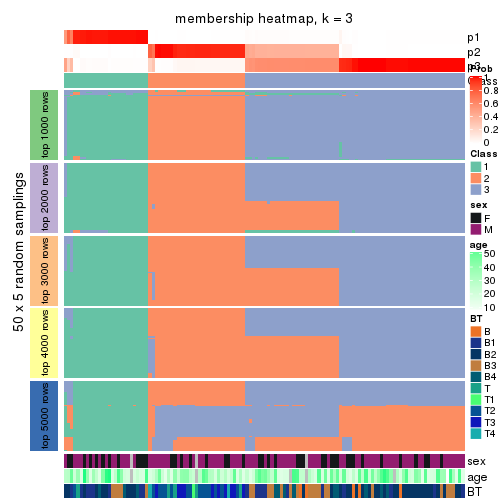 membership heatmap, k = 3
p1
p2
p3
Class
Prob
1
0.8
0.6
0.4
0.2
0
Class
1
2
3
sex
F
M
age
50
40
30
20
10
BT
B
B1
B2
B3
B4
T
T1
T2
T3
T4
50 x 5 random samplings
top 1000 rows
top 2000 rows
top 3000 rows
top 4000 rows
top 5000 rows
sex
age
BT